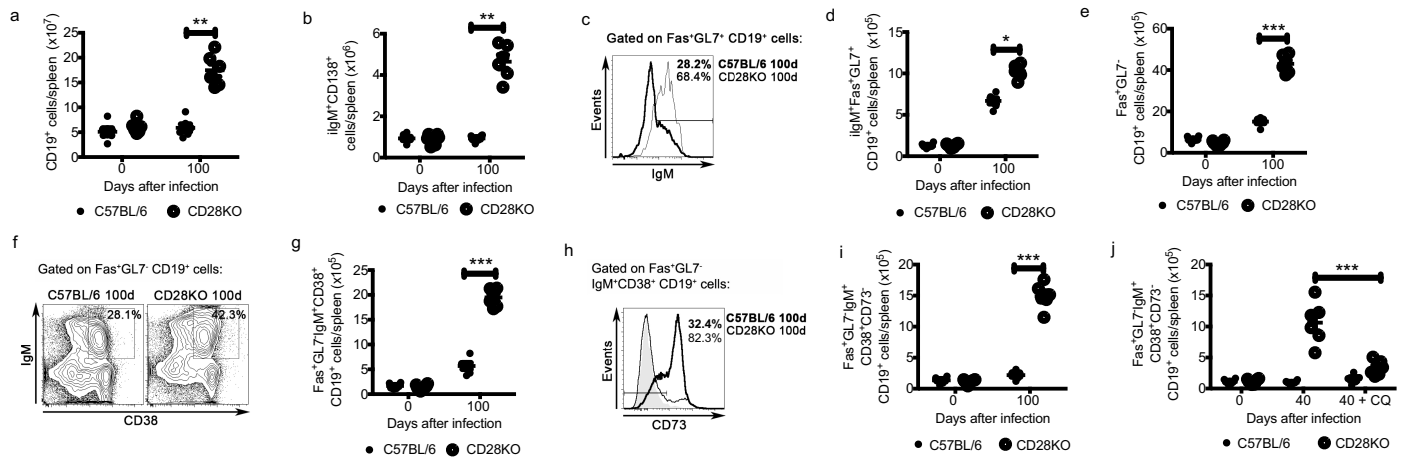 a
CD19⁺ cells/spleen (x10⁷)
25
20
15
10
5
0
**
0 100
Days after infection
C57BL/6 CD28KO
b
iIgM⁺CD138⁺
cells/spleen (x10⁶)
6
4
2
0
**
0 100
Days after infection
C57BL/6 CD28KO
c
Gated on Fas⁺GL7⁺ CD19⁺ cells:
28.2% C57BL/6 100d
68.4% CD28KO 100d
Events
IgM
d
iIgM⁺Fas⁺GL7⁺
CD19⁺ cells/spleen (x10⁵)
15
10
5
0
*
0 100
Days after infection
C57BL/6 CD28KO
e
Fas⁺GL7⁻
CD19⁺ cells/spleen (x10⁵)
60
40
20
0
***
0 100
Days after infection
C57BL/6 CD28KO
f
Gated on Fas⁺GL7⁻ CD19⁺ cells:
C57BL/6 100d CD28KO 100d
28.1% 42.3%
IgM
CD38
g
Fas⁺GL7⁻IgM⁺CD38⁺
CD19⁺ cells/spleen (x10⁵)
25
20
15
10
5
0
***
0 100
Days after infection
C57BL/6 CD28KO
h
Gated on Fas⁺GL7⁻
IgM⁺CD38⁺ CD19⁺ cells:
32.4% C57BL/6 100d
82.3% CD28KO 100d
Events
CD73
i
Fas⁺GL7⁻IgM⁺
CD38⁺CD73⁻
CD19⁺ cells/spleen (x10⁵)
20
15
10
5
0
***
0 100
Days after infection
C57BL/6 CD28KO
j
Fas⁺GL7⁻IgM⁺
CD38⁺CD73⁻
CD19⁺ cells/spleen (x10⁵)
20
15
10
5
0
***
0 40 40 + CQ
Days after infection
C57BL/6 CD28KO